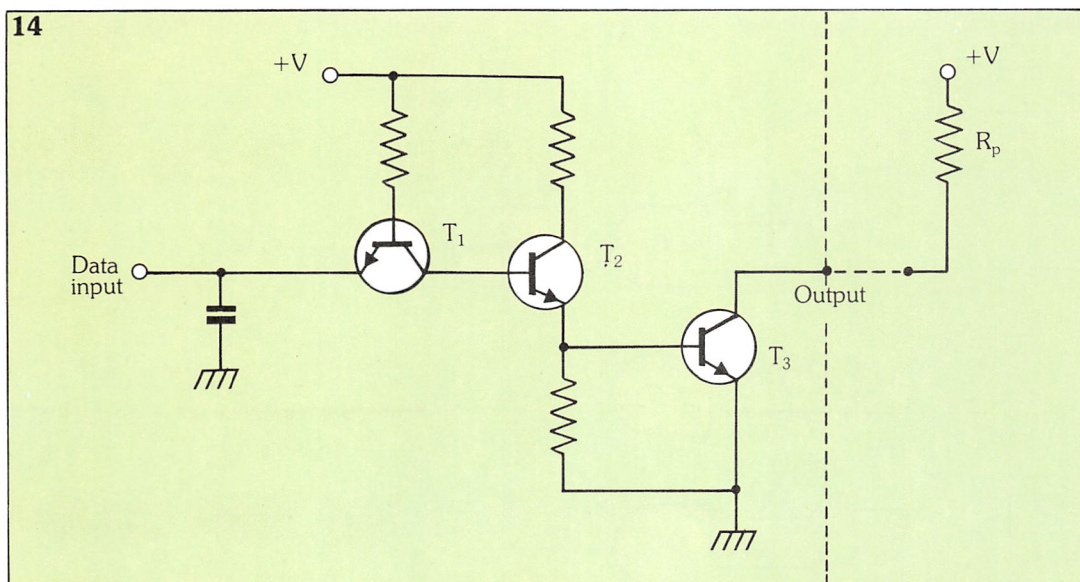 14
+V
+V
Rₚ
T₁
T₂
Data
input
Output
T₃